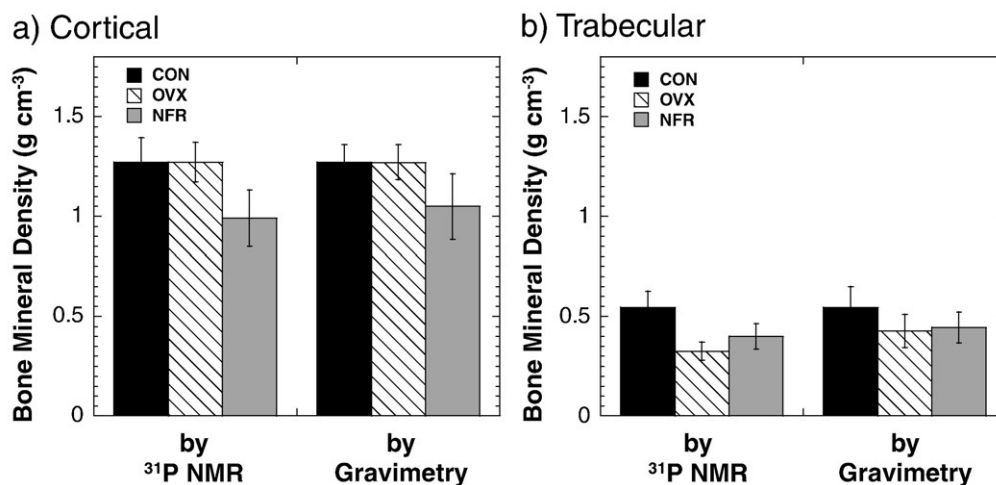 a) Cortical
Bone Mineral Density (g cm⁻³)
1.5
1
0.5
0
CON
OVX
NFR
by
³¹P NMR
by
Gravimetry
b) Trabecular
Bone Mineral Density (g cm⁻³)
1.5
1
0.5
0
CON
OVX
NFR
by
³¹P NMR
by
Gravimetry